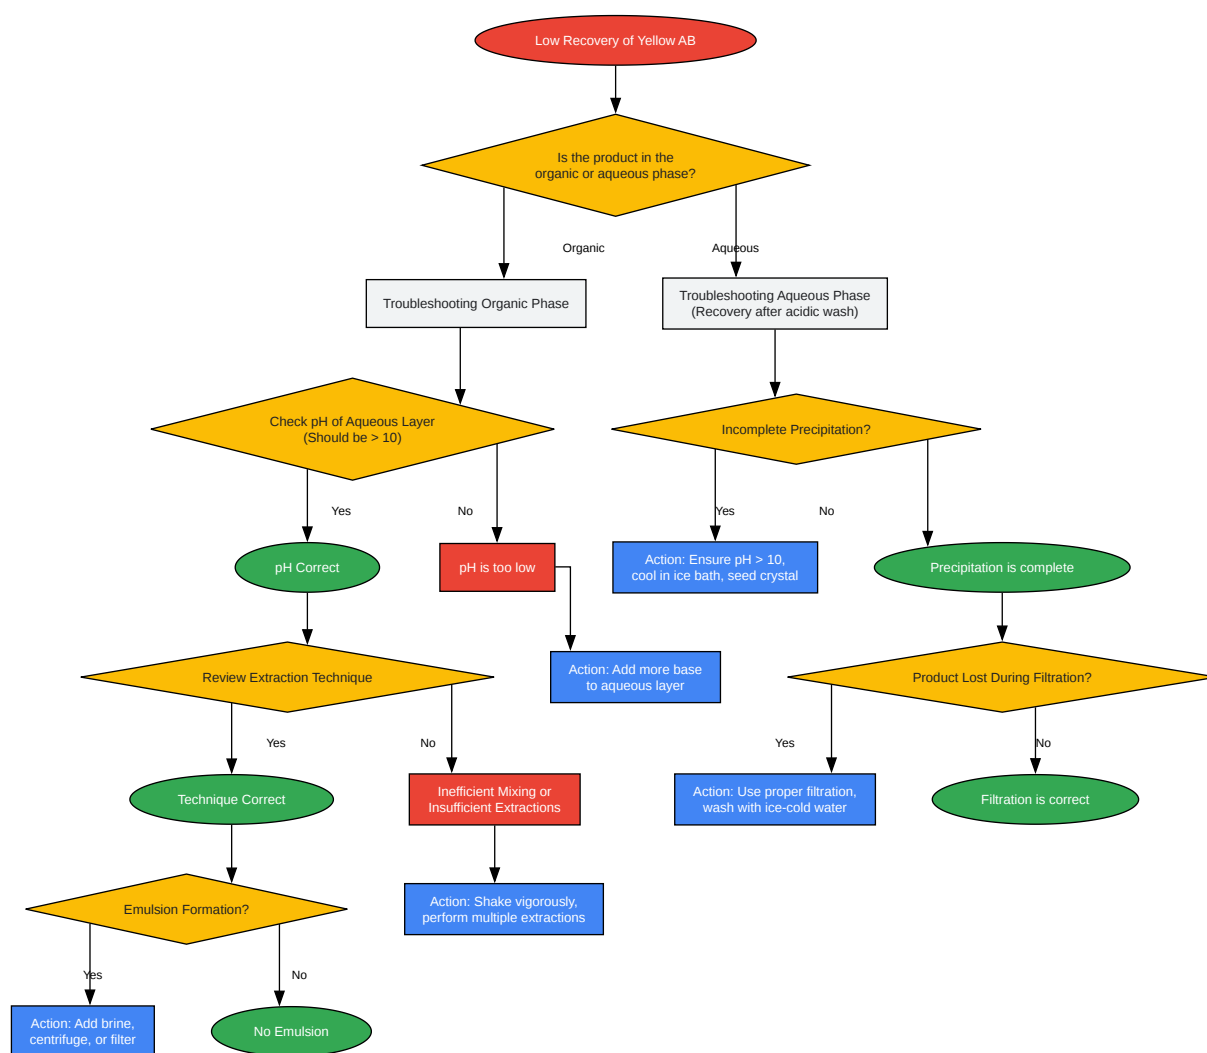 Low Recovery of Yellow AB
Is the product in the
organic or aqueous phase?
Organic
Aqueous
Troubleshooting Organic Phase
Troubleshooting Aqueous Phase
(Recovery after acidic wash)
Check pH of Aqueous Layer
(Should be > 10)
Incomplete Precipitation?
Yes
No
Yes
No
pH Correct
pH is too low
Action: Ensure pH > 10,
cool in ice bath, seed crystal
Precipitation is complete
Review Extraction Technique
Action: Add more base
to aqueous layer
Product Lost During Filtration?
Yes
No
Yes
No
Technique Correct
Inefficient Mixing or
Insufficient Extractions
Action: Use proper filtration,
wash with ice-cold water
Filtration is correct
Emulsion Formation?
Action: Shake vigorously,
perform multiple extractions
Yes
No
Action: Add brine,
centrifuge, or filter
No Emulsion